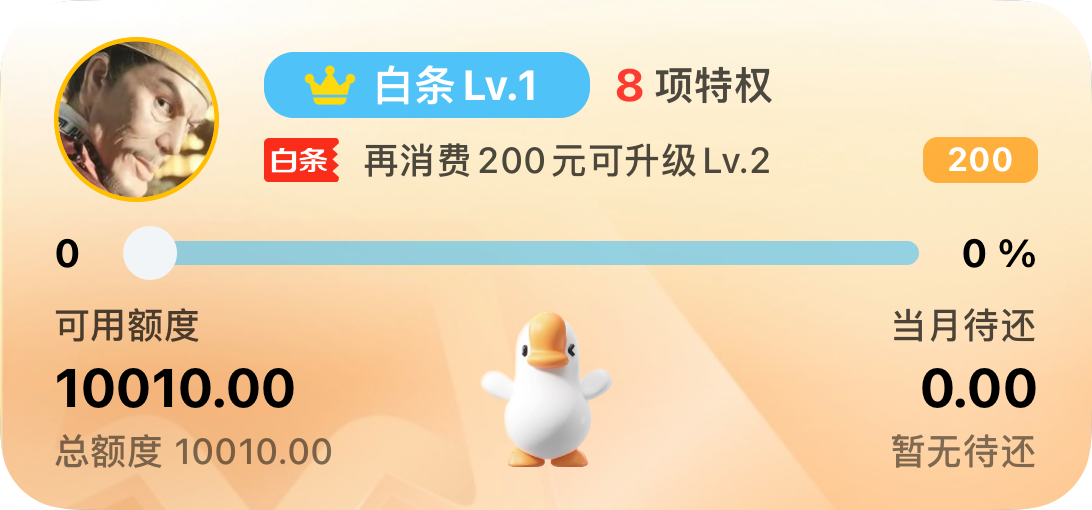 白条 Lv.1 8 项特权
白条 再消费200元可升级Lv.2 200
0 0 %
可用额度 当月待还
10010.00 0.00
总额度 10010.00 暂无待还